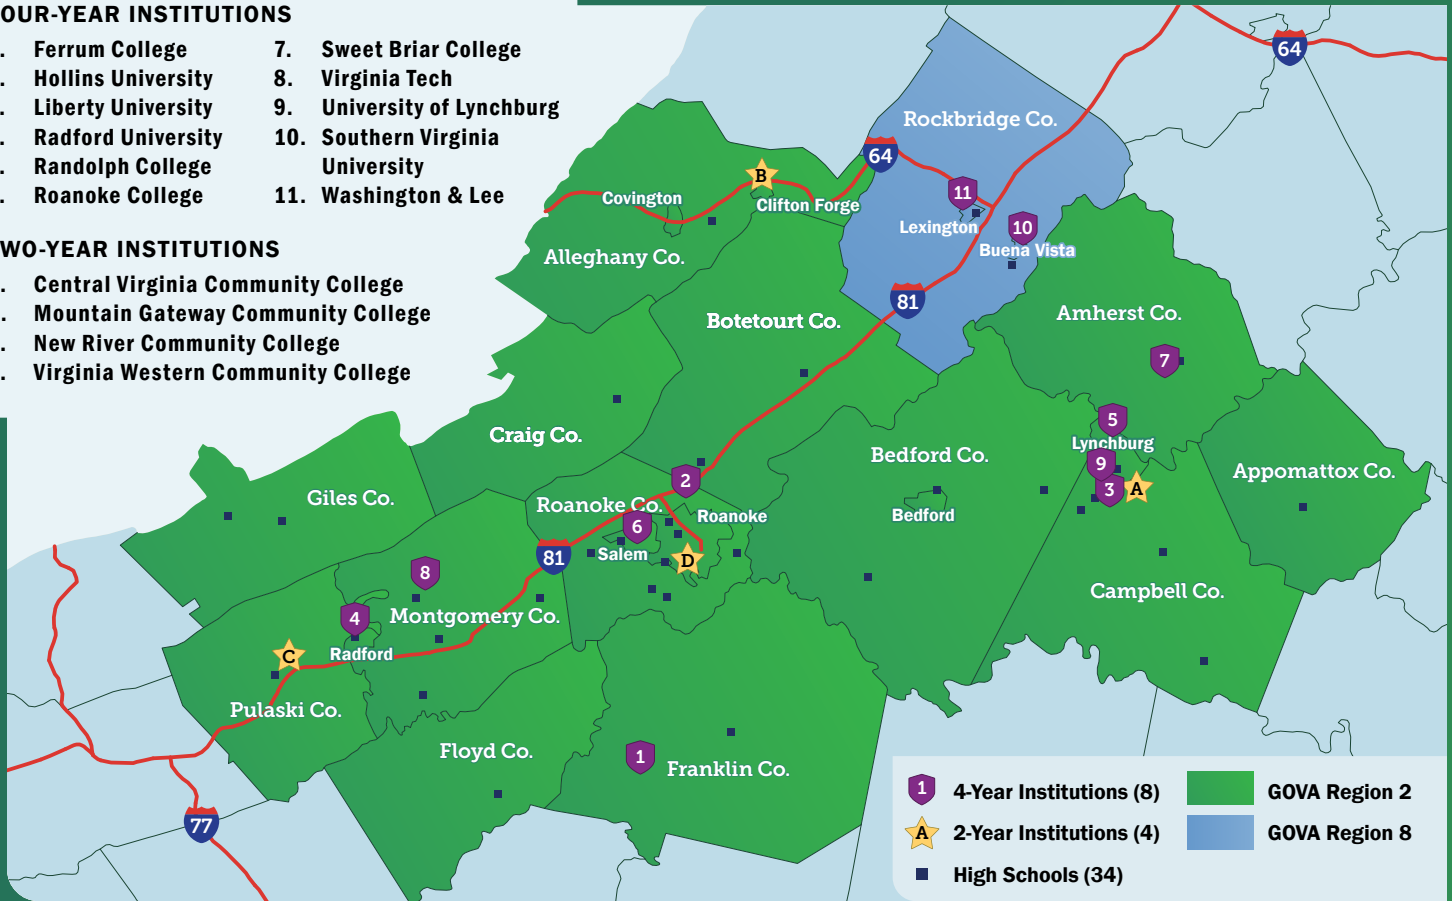 OUR-YEAR INSTITUTIONS
. Ferrum College
. Hollins University
. Liberty University
. Radford University
. Randolph College
. Roanoke College
7. Sweet Briar College
8. Virginia Tech
9. University of Lynchburg
10. Southern Virginia
University
11. Washington & Lee
WO-YEAR INSTITUTIONS
. Central Virginia Community College
. Mountain Gateway Community College
. New River Community College
. Virginia Western Community College
64
Rockbridge Co.
64
B
11
Covington
Clifton Forge
Lexington
10
Buena Vista
Alleghany Co.
81
Botetourt Co.
Amherst Co.
7
5
Craig Co.
Lynchburg
Bedford Co.
9
3
A
Appomattox Co.
Giles Co.
2
Roanoke Co.
Roanoke
6
Bedford
81
Salem
D
8
Campbell Co.
4
Montgomery Co.
C
Radford
Pulaski Co.
Floyd Co.
1
Franklin Co.
77
1 4-Year Institutions (8)
A 2-Year Institutions (4)
High Schools (34)
GOVA Region 2
GOVA Region 8